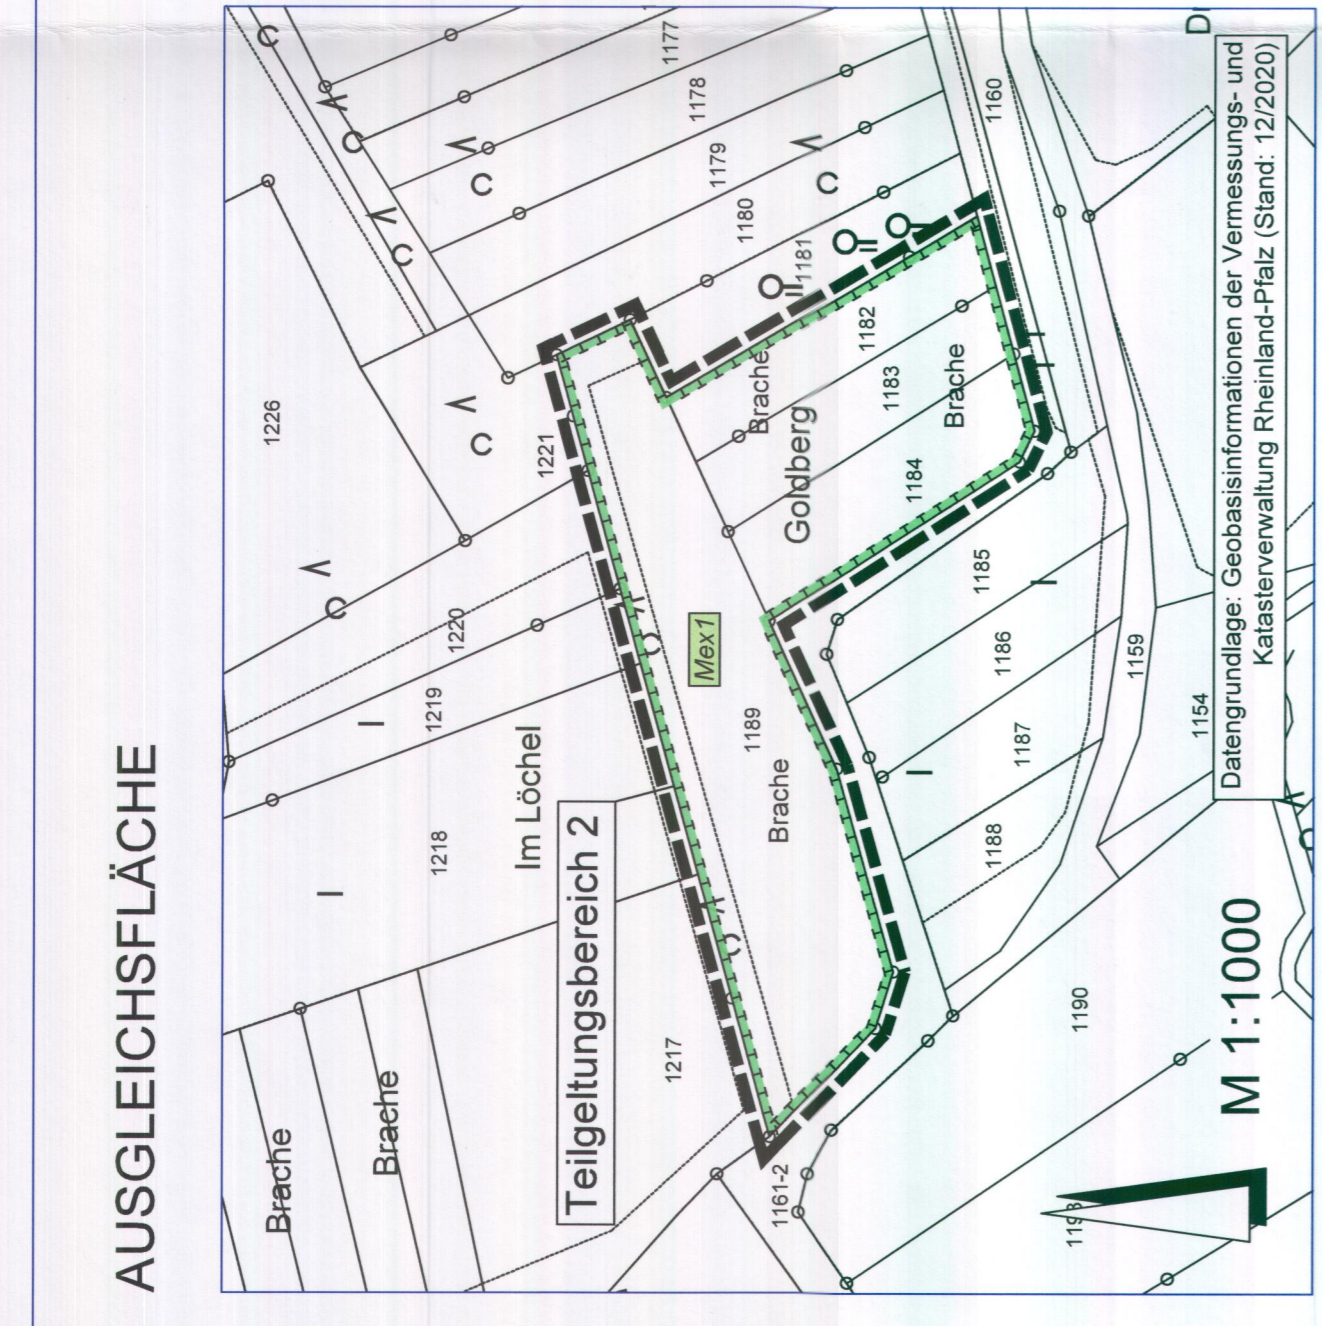 AUSGLEICHSFLÄCHE
1226
1221
1220
1219
1218
1217
1177
1178
1179
1180
1181
1182
1183
1184
1185
1186
1187
1188
1189
1190
1160
1159
1154
1161-2
Brache
Brache
Im Löchel
Teilgeltungsbereich 2
Mex1
Brache
Brache
Goldberg
Brache
M 1:1000
Datengrundlage: Geobasisinformationen der Vermessungs- und
Katasterverwaltung Rheinland-Pfalz (Stand: 12/2020)